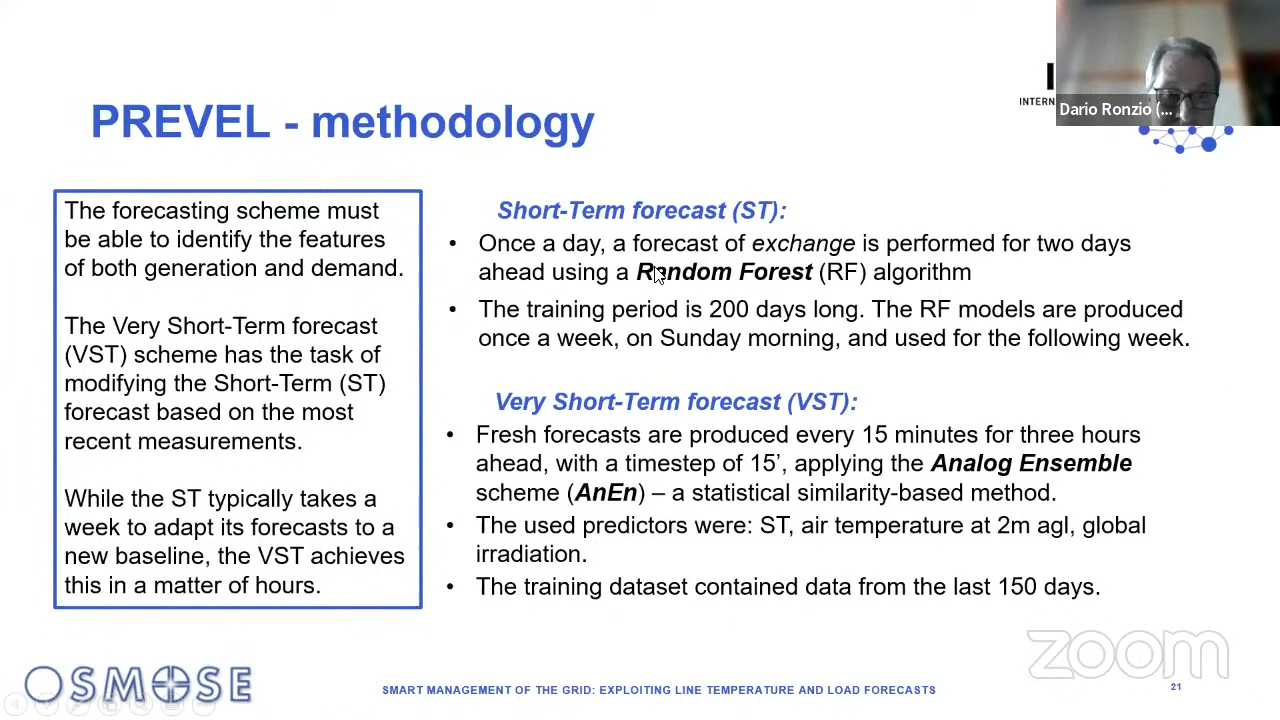 I
INTERN
Dario Ronzio (...
PREVEL - methodology
The forecasting scheme must
be able to identify the features
of both generation and demand.
The Very Short-Term forecast
(VST) scheme has the task of
modifying the Short-Term (ST)
forecast based on the most
recent measurements.
While the ST typically takes a
week to adapt its forecasts to a
new baseline, the VST achieves
this in a matter of hours.
Short-Term forecast (ST):
• Once a day, a forecast of exchange is performed for two days
ahead using a Random Forest (RF) algorithm
• The training period is 200 days long. The RF models are produced
once a week, on Sunday morning, and used for the following week.
Very Short-Term forecast (VST):
• Fresh forecasts are produced every 15 minutes for three hours
ahead, with a timestep of 15’, applying the Analog Ensemble
scheme (AnEn) – a statistical similarity-based method.
• The used predictors were: ST, air temperature at 2m agl, global
irradiation.
• The training dataset contained data from the last 150 days.
zoom
OSMOSE
SMART MANAGEMENT OF THE GRID: EXPLOITING LINE TEMPERATURE AND LOAD FORECASTS
21